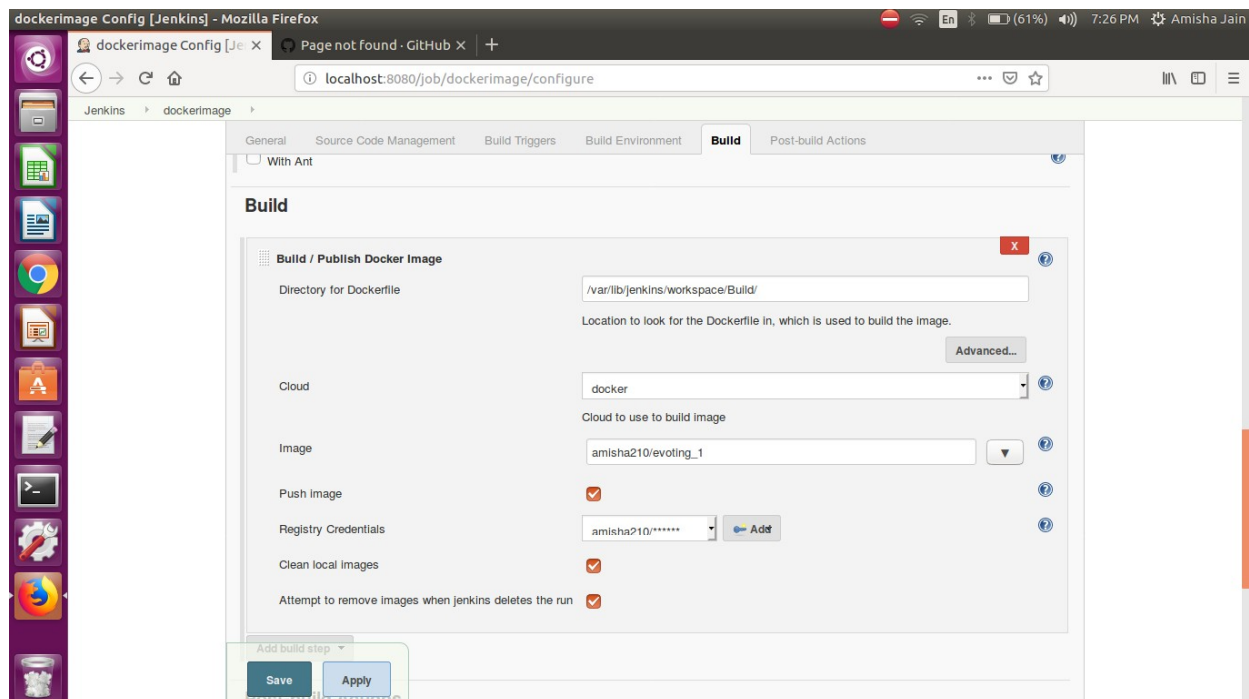 dockerimage Config [Jenkins] - Mozilla Firefox En (61%) 7:26 PM Amisha Jain
dockerimage Config [Je × Page not found · GitHub × +
localhost:8080/job/dockerimage/configure
Jenkins dockerimage
General Source Code Management Build Triggers Build Environment Build Post-build Actions
With Ant
Build
X
Build / Publish Docker Image
Directory for Dockerfile /var/lib/jenkins/workspace/Build/
Location to look for the Dockerfile in, which is used to build the image.
Advanced...
Cloud docker
Cloud to use to build image
Image amisha210/evoting_1
Push image
Registry Credentials amisha210/****** Add
Clean local images
Attempt to remove images when jenkins deletes the run
Add build step
Save Apply